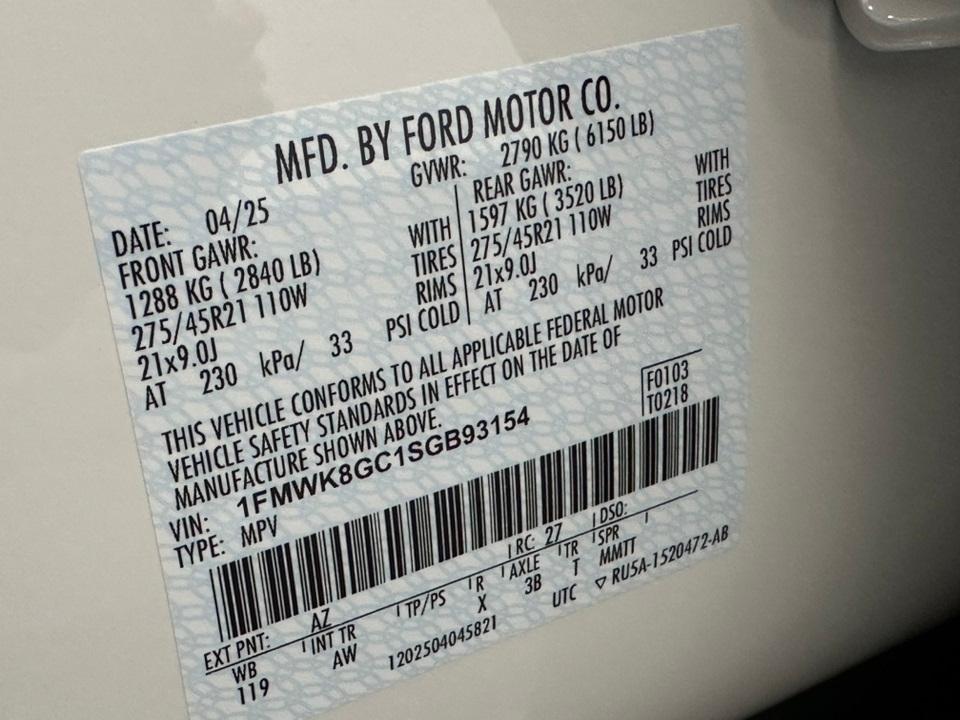 MFD. BY FORD MOTOR CO.
DATE: 04/25 GVWR: 2790 KG ( 6150 LB)
FRONT GAWR: REAR GAWR:
1288 KG ( 2840 LB) WITH 1597 KG ( 3520 LB) WITH
275/45R21 110W TIRES 275/45R21 110W TIRES
21x9.0J RIMS 21x9.0J RIMS
AT 230 kPa/ 33 PSI COLD AT 230 kPa/ 33 PSI COLD
THIS VEHICLE CONFORMS TO ALL APPLICABLE FEDERAL MOTOR
VEHICLE SAFETY STANDARDS IN EFFECT ON THE DATE OF
MANUFACTURE SHOWN ABOVE.
F0103
T0218
VIN: 1FMWK8GC1SGB93154
TYPE: MPV
EXT PNT: AZ RC: 27 DSO:
WB INT TR TP/PS R AXLE TR SPR
119 AW X 3B T MMTT
1202504045821 UTC ▽ RU5A-1520472-AB